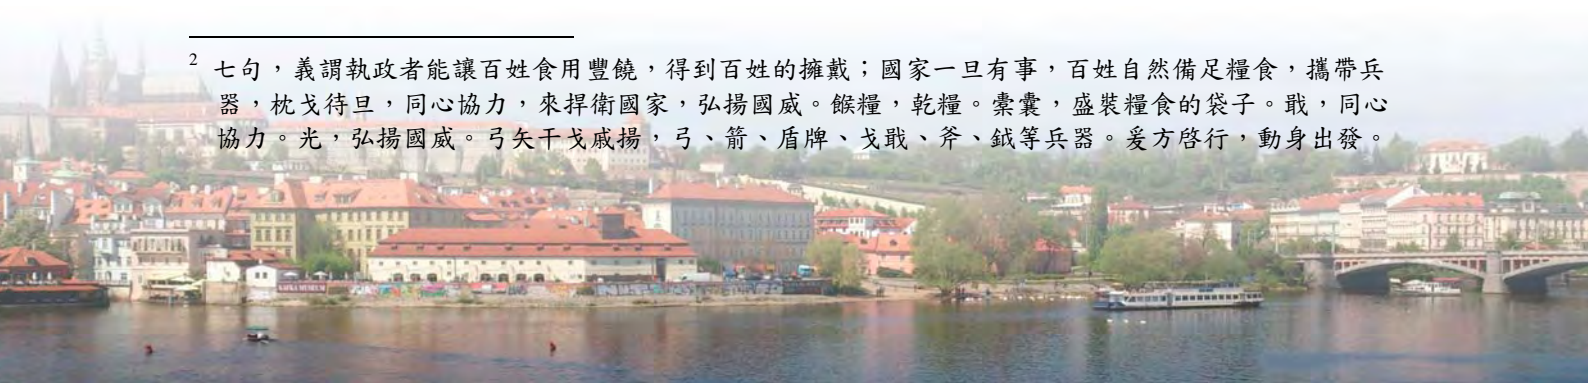 2 七句，義謂執政者能讓百姓食用豐饒，得到百姓的擁戴；國家一旦有事，百姓自然備足糧食，攜帶兵
器，枕戈待旦，同心協力，來捍衛國家，弘揚國威。餱糧，乾糧。橐囊，盛裝糧食的袋子。戢，同心
協力。光，弘揚國威。弓矢干戈戚揚，弓、箭、盾牌、戈戢、斧、鉞等兵器。爰方啓行，動身出發。
KAFKA MUSEUM